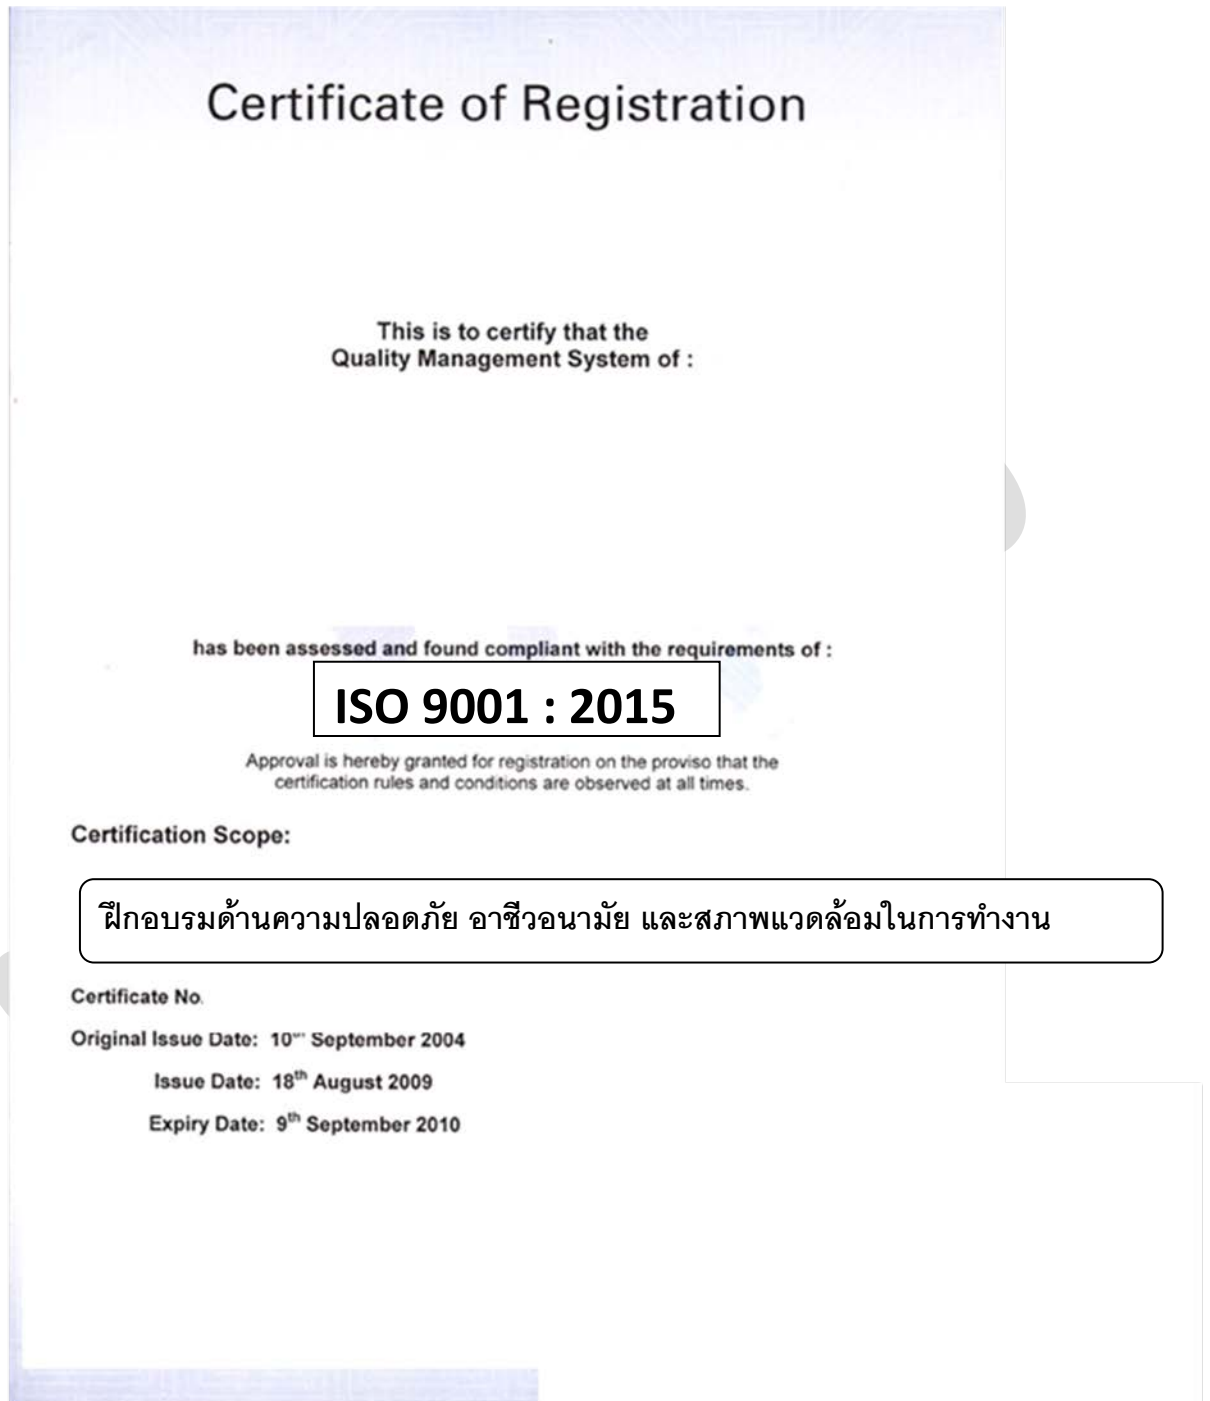 Certificate of Registration
This is to certify that the
Quality Management System of :
has been assessed and found compliant with the requirements of :
ISO 9001 : 2015
Approval is hereby granted for registration on the proviso that the
certification rules and conditions are observed at all times.
Certification Scope:
ฝึกอบรมด้านความปลอดภัย อาชีวอนามัย และสภาพแวดล้อมในการทำงาน
Certificate No.
Original Issue Date: 10th September 2004
Issue Date: 18th August 2009
Expiry Date: 9th September 2010